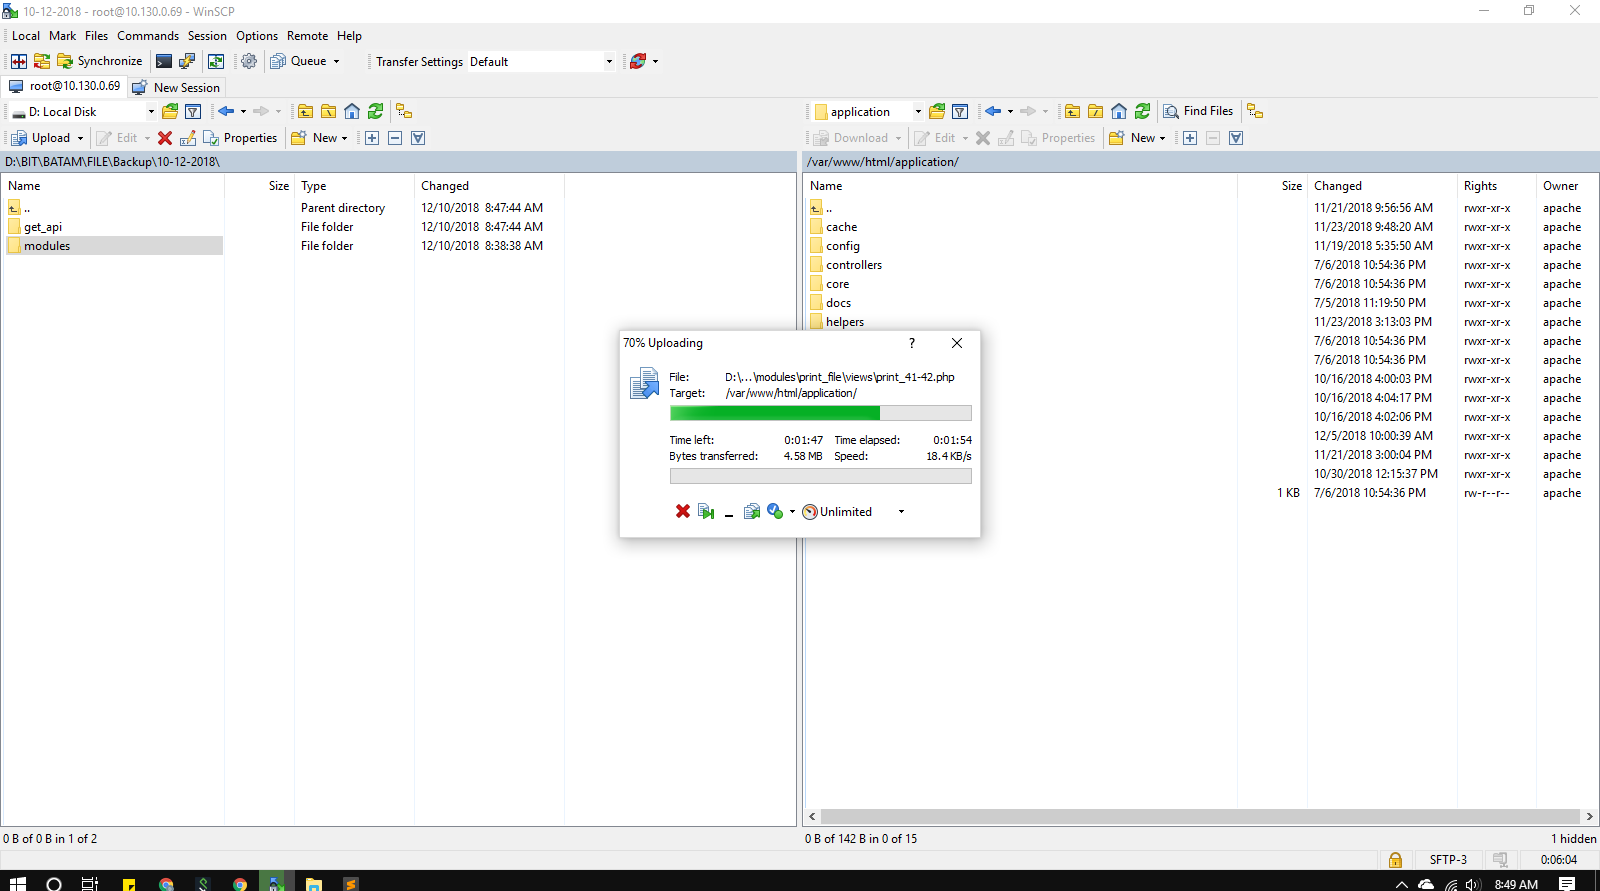 10-12-2018 - root@10.130.0.69 - WinSCP
Local Mark Files Commands Session Options Remote Help
Synchronize Queue Transfer Settings Default
root@10.130.0.69 New Session
D: Local Disk application Find Files
Upload Edit Properties New Download Edit Properties New
D:\BIT\BATAM\FILE\Backup\10-12-2018\ /var/www/html/application/
Name Size Type Changed
.. Parent directory 12/10/2018 8:47:44 AM
get_api File folder 12/10/2018 8:47:44 AM
modules File folder 12/10/2018 8:38:38 AM
Name Size Changed Rights Owner
.. 11/21/2018 9:56:56 AM rwxr-xr-x apache
cache 11/23/2018 9:48:20 AM rwxr-xr-x apache
config 11/19/2018 5:35:50 AM rwxr-xr-x apache
controllers 7/6/2018 10:54:36 PM rwxr-xr-x apache
core 7/6/2018 10:54:36 PM rwxr-xr-x apache
docs 7/5/2018 11:19:50 PM rwxr-xr-x apache
helpers 11/23/2018 3:13:03 PM rwxr-xr-x apache
7/6/2018 10:54:36 PM rwxr-xr-x apache
7/6/2018 10:54:36 PM rwxr-xr-x apache
10/16/2018 4:00:03 PM rwxr-xr-x apache
10/16/2018 4:04:17 PM rwxr-xr-x apache
10/16/2018 4:02:06 PM rwxr-xr-x apache
12/5/2018 10:00:39 AM rwxr-xr-x apache
11/21/2018 3:00:04 PM rwxr-xr-x apache
10/30/2018 12:15:37 PM rwxr-xr-x apache
1 KB 7/6/2018 10:54:36 PM rw-r--r-- apache
70% Uploading ?
File: D:\...\modules\print_file\views\print_41-42.php
Target: /var/www/html/application/
Time left: 0:01:47 Time elapsed: 0:01:54
Bytes transferred: 4.58 MB Speed: 18.4 KB/s
Unlimited
0 B of 0 B in 1 of 2 0 B of 142 B in 0 of 15 1 hidden
SFTP-3 0:06:04
8:49 AM